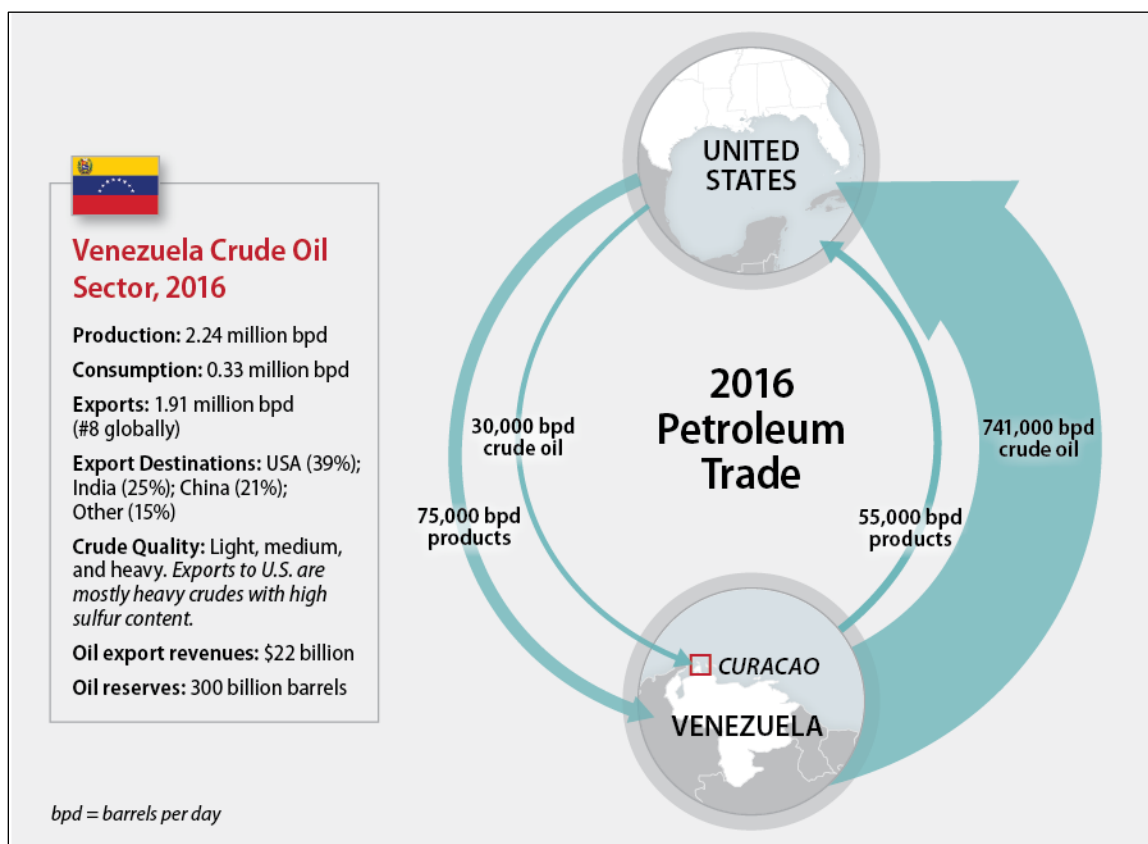 Venezuela Crude Oil
Sector, 2016
Production: 2.24 million bpd
Consumption: 0.33 million bpd
Exports: 1.91 million bpd
(#8 globally)
Export Destinations: USA (39%);
India (25%); China (21%);
Other (15%)
Crude Quality: Light, medium,
and heavy. Exports to U.S. are
mostly heavy crudes with high
sulfur content.
Oil export revenues: $22 billion
Oil reserves: 300 billion barrels
bpd = barrels per day
UNITED
STATES
2016
Petroleum
Trade
30,000 bpd
crude oil
75,000 bpd
products
741,000 bpd
crude oil
55,000 bpd
products
CURACAO
VENEZUELA